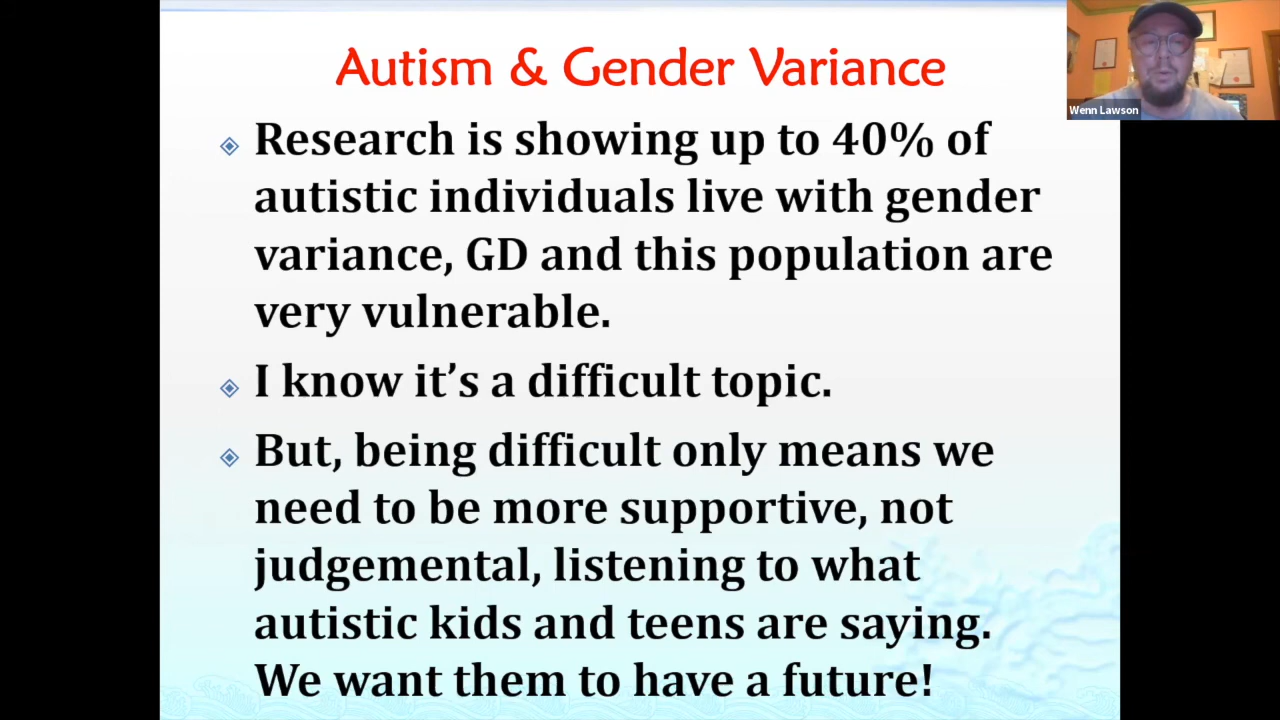 Autism & Gender Variance
Wenn Lawson
Research is showing up to 40% of
autistic individuals live with gender
variance, GD and this population are
very vulnerable.
I know it’s a difficult topic.
But, being difficult only means we
need to be more supportive, not
judgemental, listening to what
autistic kids and teens are saying.
We want them to have a future!